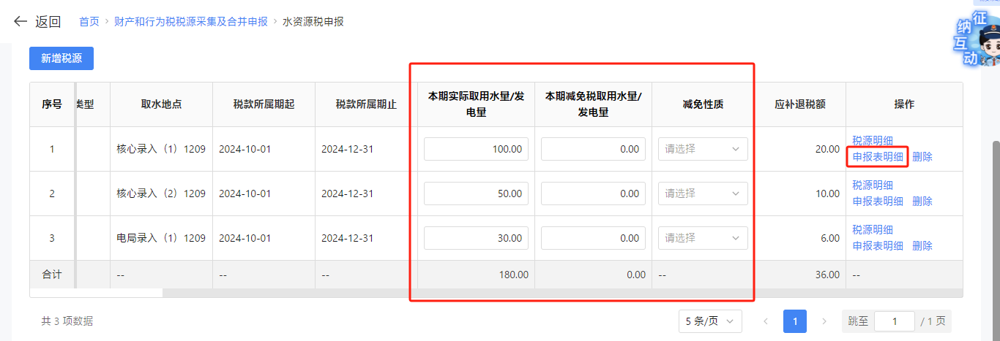 返回 首页 › 财产和行为税税源采集及合并申报 › 水资源税申报
征
纳
互
动
新增税源
序号 类型 取水地点 税款所属期起 税款所属期止 本期实际取用水量/发 本期减免税取用水量/ 减免性质 应补退税额 操作
电量 发电量
1 核心录入（1）1209 2024-10-01 2024-12-31 100.00 0.00 请选择 20.00 税源明细
申报表明细 删除
2 核心录入（2）1209 2024-10-01 2024-12-31 50.00 0.00 请选择 10.00 税源明细
申报表明细 删除
3 电局录入（1）1209 2024-10-01 2024-12-31 30.00 0.00 请选择 6.00 税源明细
申报表明细 删除
合计 -- -- -- 180.00 0.00 -- 36.00 --
共 3 项数据 5 条/页 ‹ 1 › 跳至 1 / 1 页